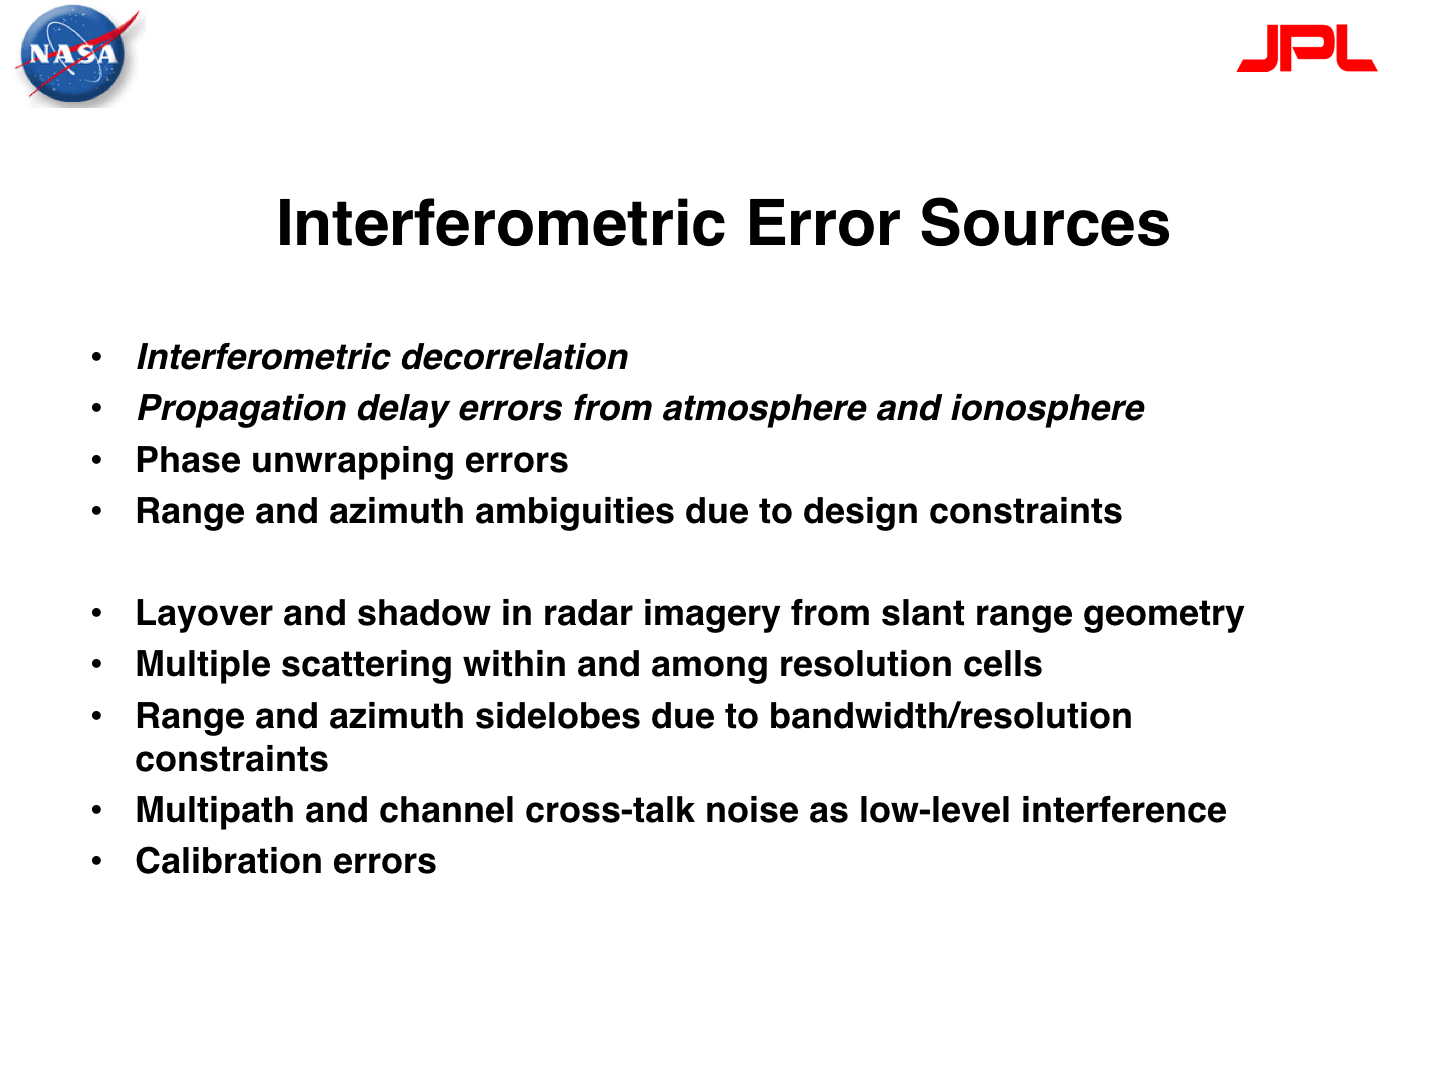 NASA
JPL
Interferometric Error Sources
• Interferometric decorrelation
• Propagation delay errors from atmosphere and ionosphere
• Phase unwrapping errors
• Range and azimuth ambiguities due to design constraints
• Layover and shadow in radar imagery from slant range geometry
• Multiple scattering within and among resolution cells
• Range and azimuth sidelobes due to bandwidth/resolution
constraints
• Multipath and channel cross-talk noise as low-level interference
• Calibration errors